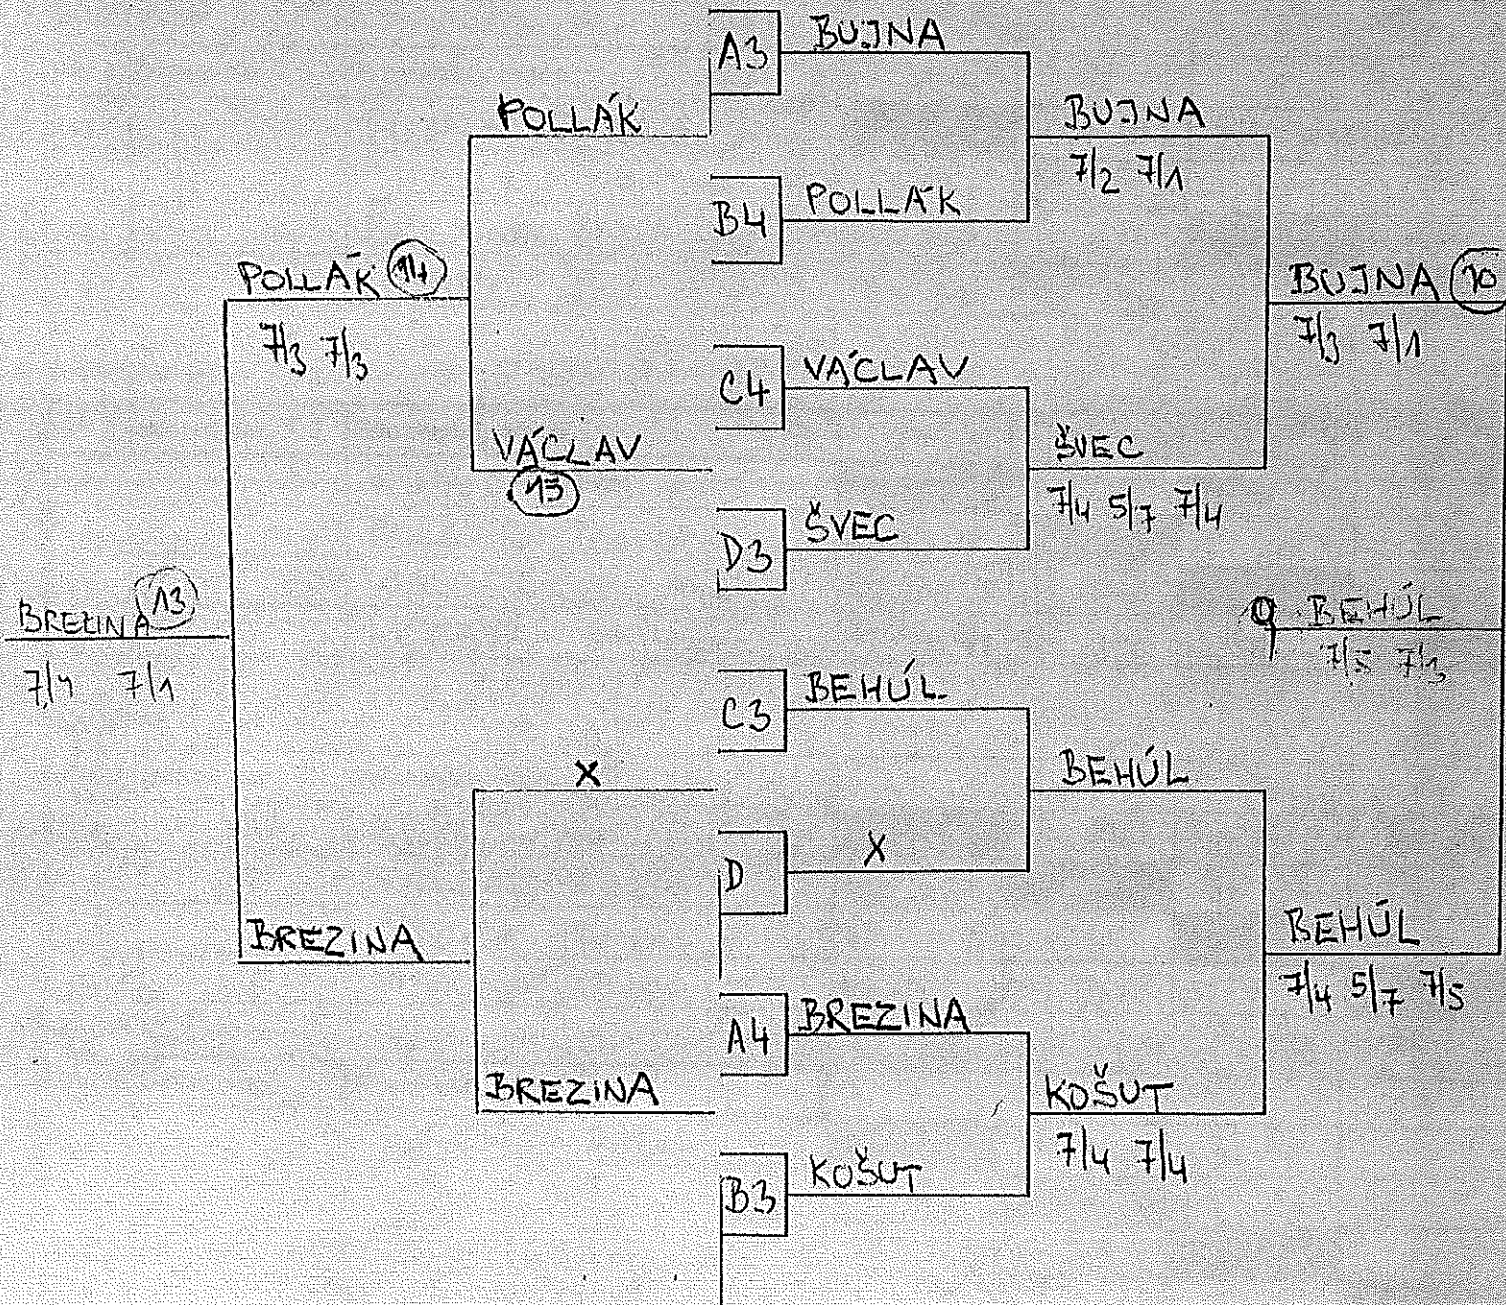 A3 BUJNA
POLLÁK
BUJNA
7/2 7/1
B4 POLLÁK
POLLÁK 14
7/3 7/3
BUJNA 10
7/3 7/1
C4 VÁCLAV
VÁCLAV
15
ŠVEC
7/4 5/7 7/4
D3 ŠVEC
BREZINA 13
7/4 7/1
9 BEHÚL
7/5 7/3
C3 BEHÚL
X
BEHÚL
D X
BREZINA
BEHÚL
7/4 5/7 7/5
A4 BREZINA
BREZINA
KOŠUT
7/4 7/4
B3 KOŠUT